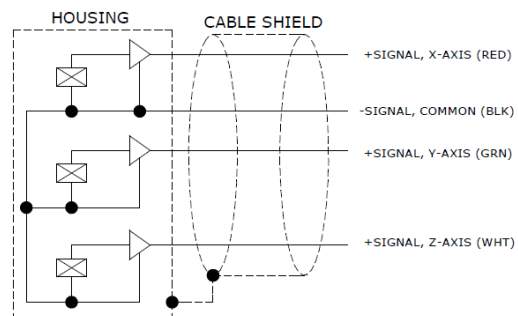 HOUSING
CABLE SHIELD
+SIGNAL, X-AXIS (RED)
-SIGNAL, COMMON (BLK)
+SIGNAL, Y-AXIS (GRN)
+SIGNAL, Z-AXIS (WHT)